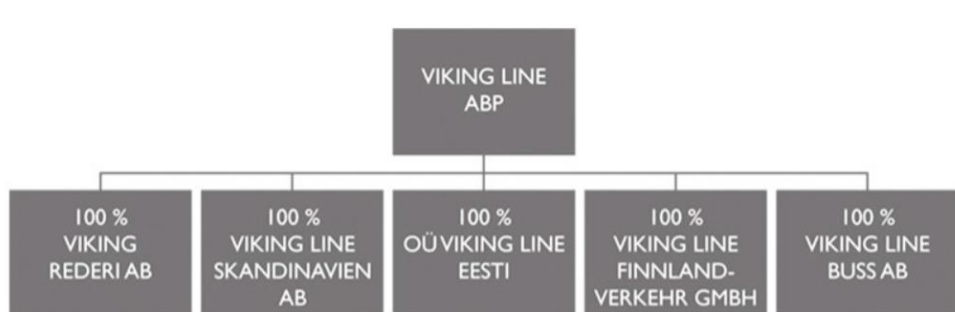 VIKING LINE
ABP
100 %
VIKING
REDERI AB
100 %
VIKING LINE
SKANDINAVIEN
AB
100 %
OÜ VIKING LINE
EESTI
100 %
VIKING LINE
FINNLAND-
VERKEHR GMBH
100 %
VIKING LINE
BUSS AB